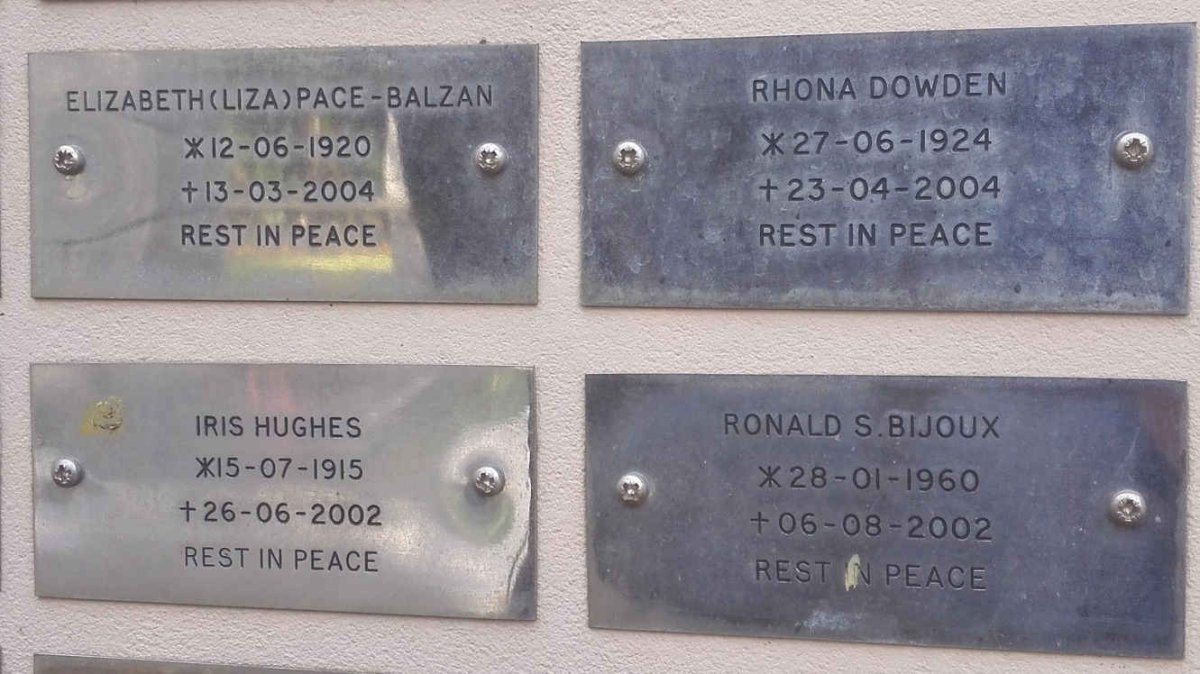 ELIZABETH (LIZA) PACE-BALZAN
*12-06-1920
†13-03-2004
REST IN PEACE
RHONA DOWDEN
*27-06-1924
†23-04-2004
REST IN PEACE
IRIS HUGHES
*15-07-1915
†26-06-2002
REST IN PEACE
RONALD S. BIJOUX
*28-01-1960
†06-08-2002
REST IN PEACE